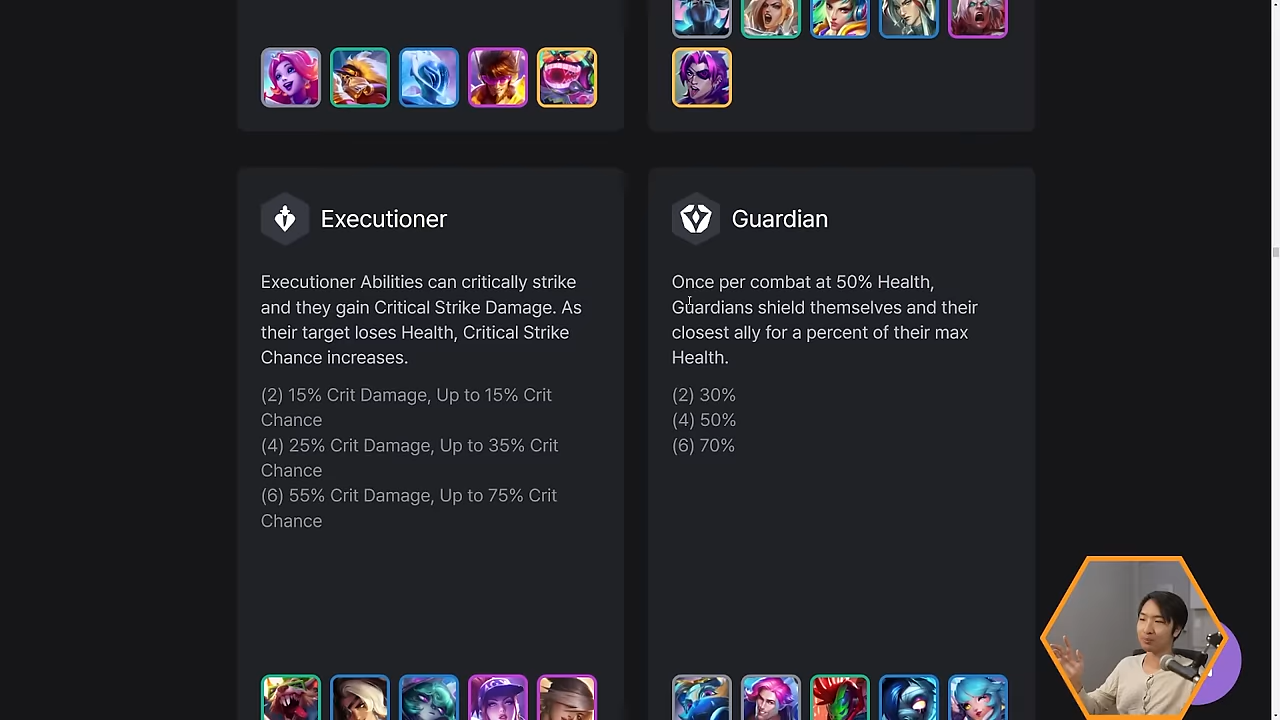 Executioner
Executioner Abilities can critically strike
and they gain Critical Strike Damage. As
their target loses Health, Critical Strike
Chance increases.
(2) 15% Crit Damage, Up to 15% Crit
Chance
(4) 25% Crit Damage, Up to 35% Crit
Chance
(6) 55% Crit Damage, Up to 75% Crit
Chance
Guardian
Once per combat at 50% Health,
Guardians shield themselves and their
closest ally for a percent of their max
Health.
(2) 30%
(4) 50%
(6) 70%